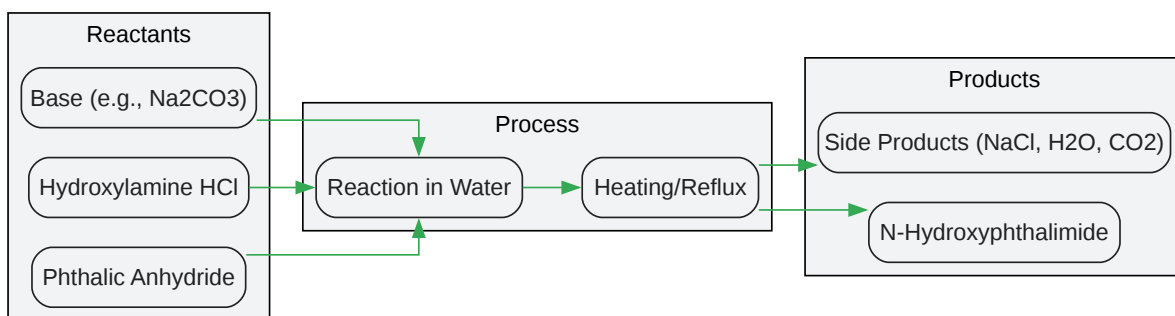 Reactants
Base (e.g., Na2CO3)
Hydroxylamine HCl
Phthalic Anhydride
Process
Reaction in Water
Heating/Reflux
Products
Side Products (NaCl, H2O, CO2)
N-Hydroxyphthalimide